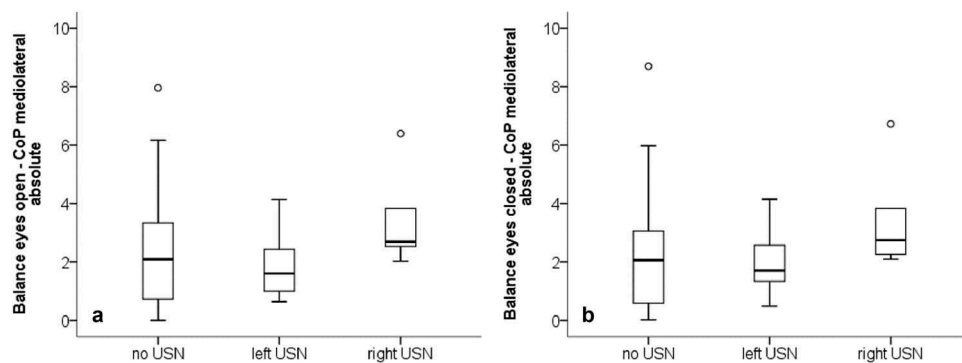 Balance eyes open - CoP mediolateral
absolute
10
8
6
4
2
0
a
no USN
left USN
right USN
Balance eyes closed - CoP mediolateral
absolute
10
8
6
4
2
0
b
no USN
left USN
right USN